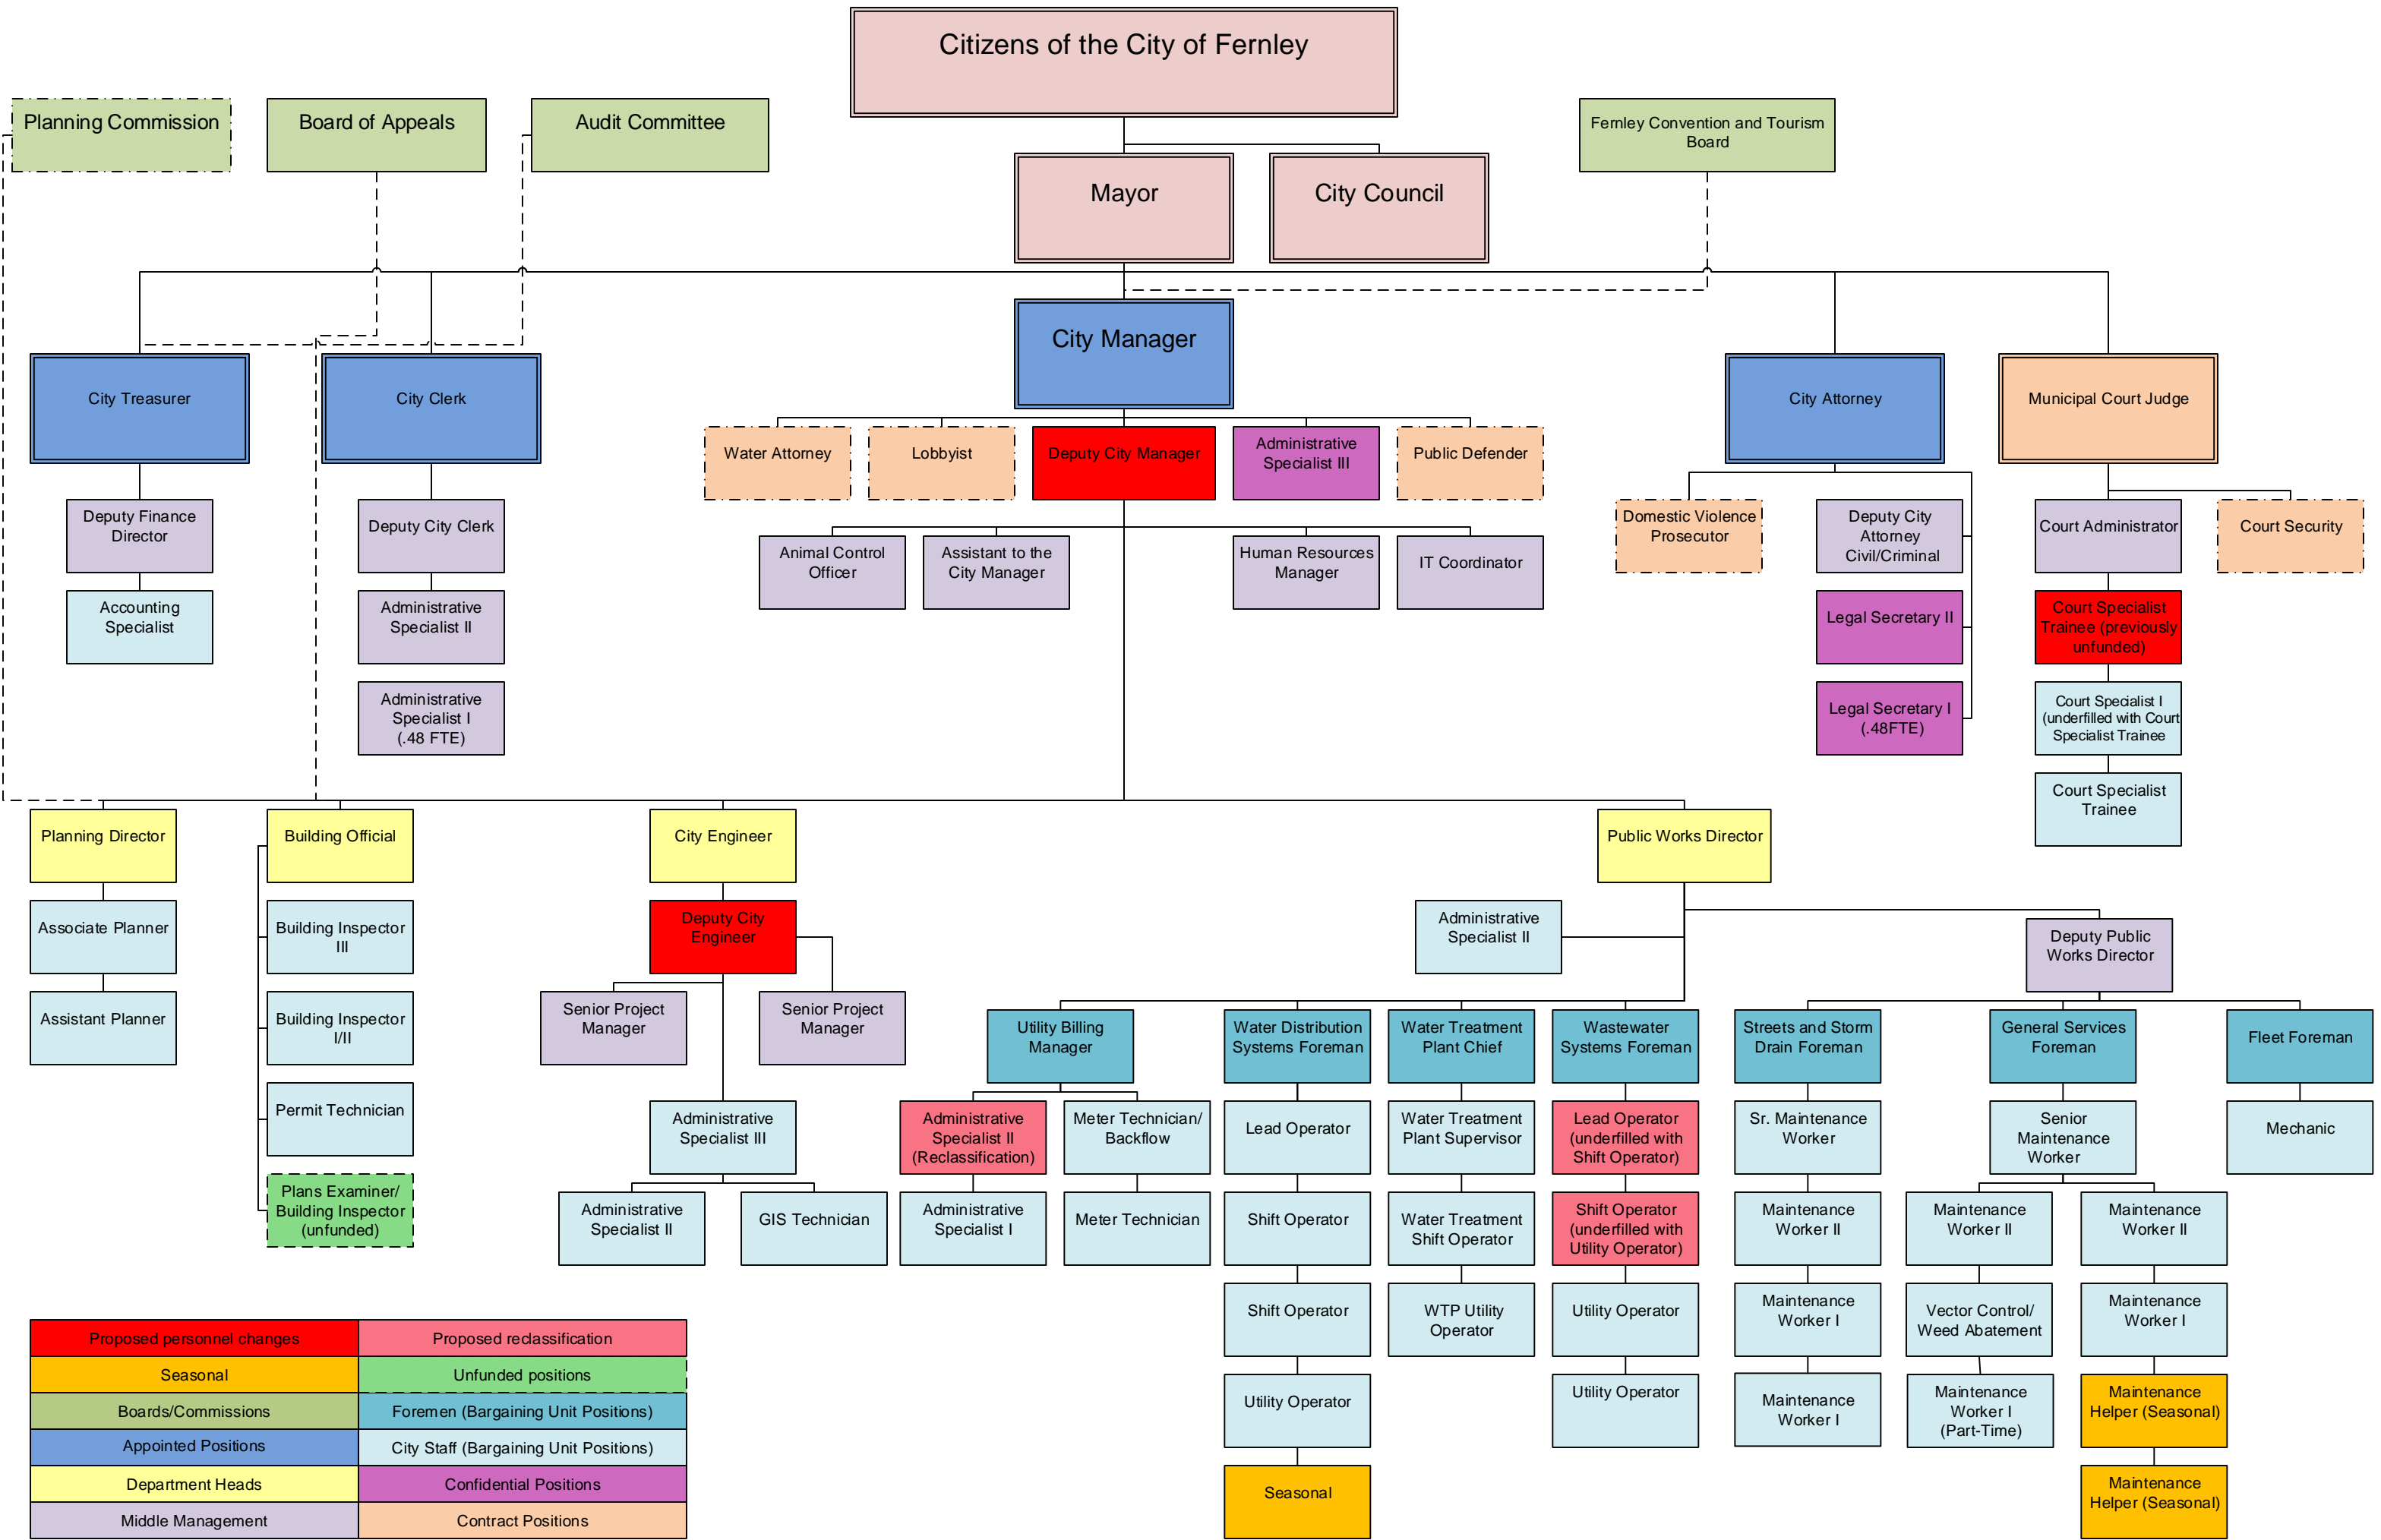 Citizens of the City of Fernley
Planning Commission
Board of Appeals
Audit Committee
Fernley Convention and Tourism
Board
Mayor
City Council
City Manager
City Treasurer
City Clerk
City Attorney
Municipal Court Judge
Water Attorney
Lobbyist
Deputy City Manager
Administrative
Specialist III
Public Defender
Deputy Finance
Director
Deputy City Clerk
Animal Control
Officer
Assistant to the
City Manager
Human Resources
Manager
IT Coordinator
Domestic Violence
Prosecutor
Deputy City
Attorney
Civil/Criminal
Court Administrator
Court Security
Accounting
Specialist
Administrative
Specialist II
Legal Secretary II
Court Specialist
Trainee (previously
unfunded)
Administrative
Specialist I
(.48 FTE)
Legal Secretary I
(.48FTE)
Court Specialist I
(underfilled with Court
Specialist Trainee
Court Specialist
Trainee
Planning Director
Building Official
City Engineer
Public Works Director
Associate Planner
Building Inspector
III
Deputy City
Engineer
Administrative
Specialist II
Deputy Public
Works Director
Assistant Planner
Building Inspector
I/II
Senior Project
Manager
Senior Project
Manager
Utility Billing
Manager
Water Distribution
Systems Foreman
Water Treatment
Plant Chief
Wastewater
Systems Foreman
Streets and Storm
Drain Foreman
General Services
Foreman
Fleet Foreman
Permit Technician
Administrative
Specialist III
Administrative
Specialist II
(Reclassification)
Meter Technician/
Backflow
Lead Operator
Water Treatment
Plant Supervisor
Lead Operator
(underfilled with
Shift Operator)
Sr. Maintenance
Worker
Senior
Maintenance
Worker
Mechanic
Plans Examiner/
Building Inspector
(unfunded)
Administrative
Specialist II
GIS Technician
Administrative
Specialist I
Meter Technician
Shift Operator
Water Treatment
Shift Operator
Shift Operator
(underfilled with
Utility Operator)
Maintenance
Worker II
Maintenance
Worker II
Maintenance
Worker II
Shift Operator
WTP Utility
Operator
Utility Operator
Maintenance
Worker I
Vector Control/
Weed Abatement
Maintenance
Worker I
Utility Operator
Utility Operator
Maintenance
Worker I
Maintenance
Worker I
(Part-Time)
Maintenance
Helper (Seasonal)
Seasonal
Maintenance
Helper (Seasonal)
Proposed personnel changes
Proposed reclassification
Seasonal
Unfunded positions
Boards/Commissions
Foremen (Bargaining Unit Positions)
Appointed Positions
City Staff (Bargaining Unit Positions)
Department Heads
Confidential Positions
Middle Management
Contract Positions